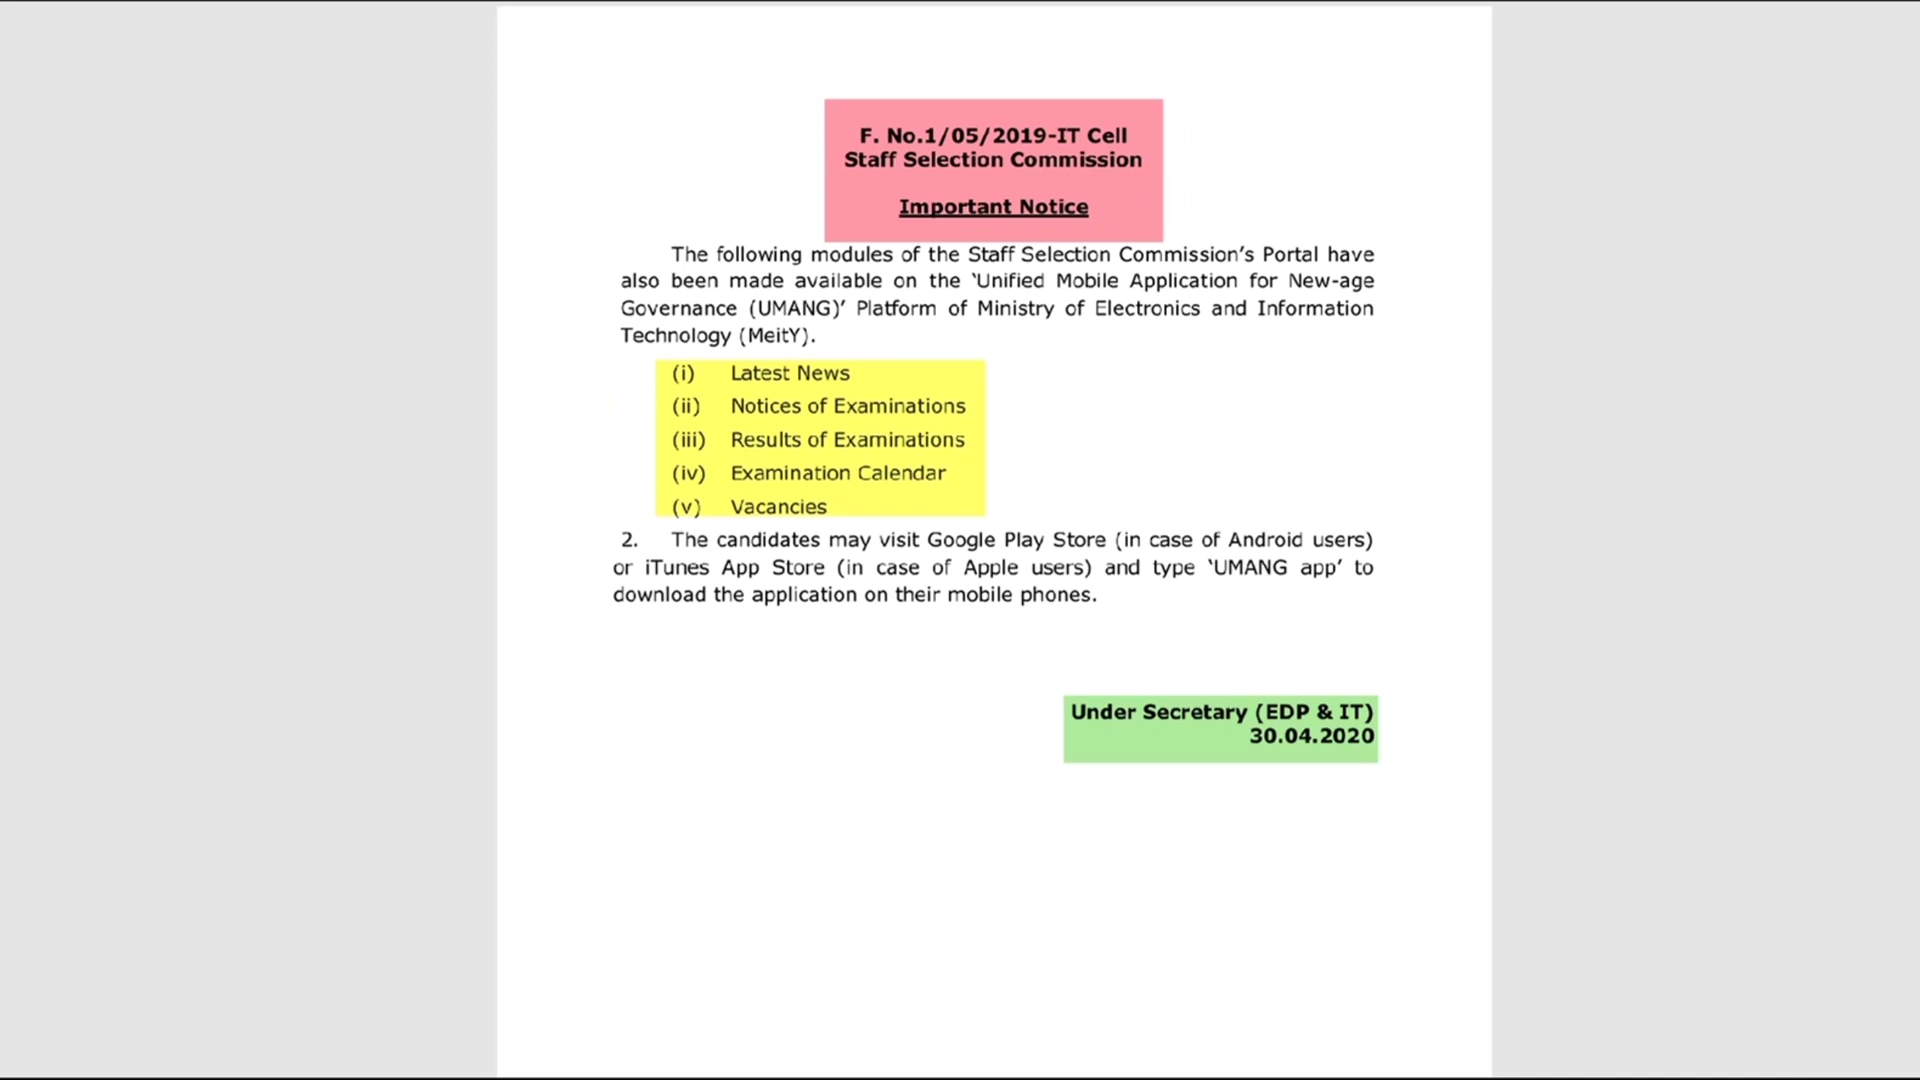 F. No.1/05/2019-IT Cell
Staff Selection Commission
Important Notice
The following modules of the Staff Selection Commission’s Portal have
also been made available on the ‘Unified Mobile Application for New-age
Governance (UMANG)’ Platform of Ministry of Electronics and Information
Technology (MeitY).
(i) Latest News
(ii) Notices of Examinations
(iii) Results of Examinations
(iv) Examination Calendar
(v) Vacancies
2. The candidates may visit Google Play Store (in case of Android users)
or iTunes App Store (in case of Apple users) and type ‘UMANG app’ to
download the application on their mobile phones.
Under Secretary (EDP & IT)
30.04.2020